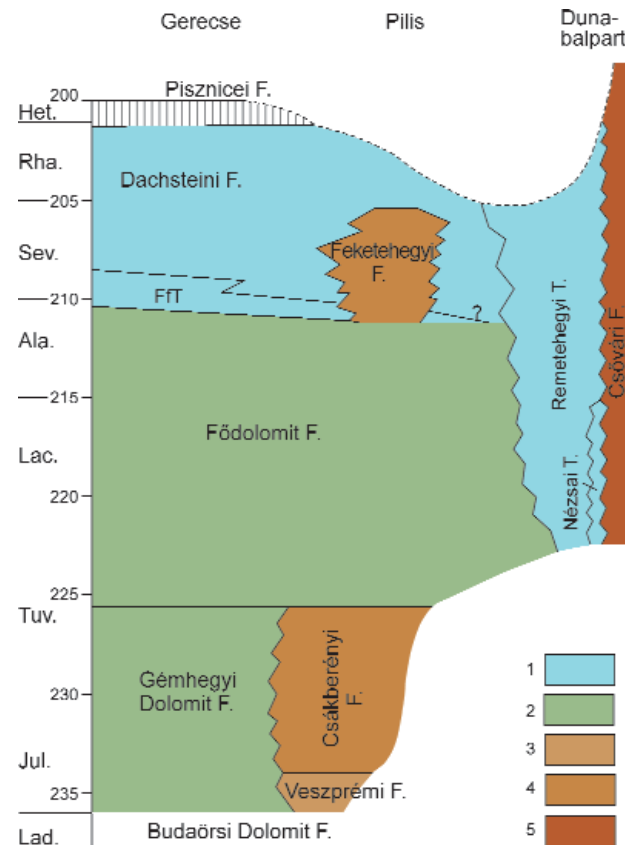 Gerecse
Pilis
Duna-
balpart
200
Pisznicei F.
Het.
Rha.
Dachsteini F.
205
Sev.
Feketehegyi
F.
FfT
210
?
Ala.
Remetehegyi T.
Csővári F.
215
Fődolomit F.
Lac.
Nézsai T.
220
225
Tuv.
Gémhegyi
Dolomit F.
Csákberényi
F.
230
1
2
3
4
5
Jul.
Veszprémi F.
235
Lad.
Budaörsi Dolomit F.